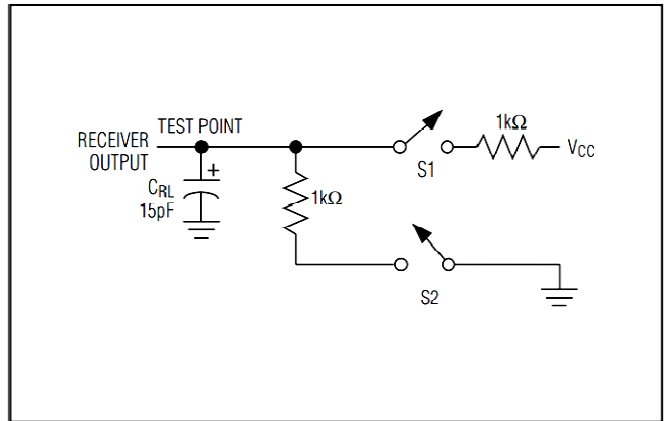 RECEIVER
OUTPUT
TEST POINT
+
CRL
15pF
1kΩ
S1
1kΩ
VCC
S2